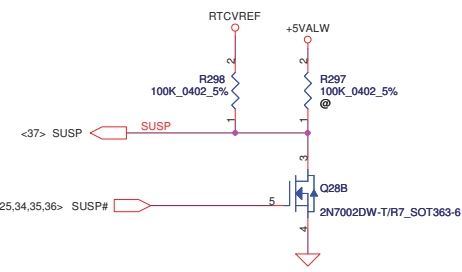 RTCVREF
+5VALW
2
2
R298
100K_0402_5%
R297
100K_0402_5%
@
1
1
<37> SUSP
SUSP
3
Q28B
25,34,35,36> SUSP#
5
2N7002DW-T/R7_SOT363-6
4